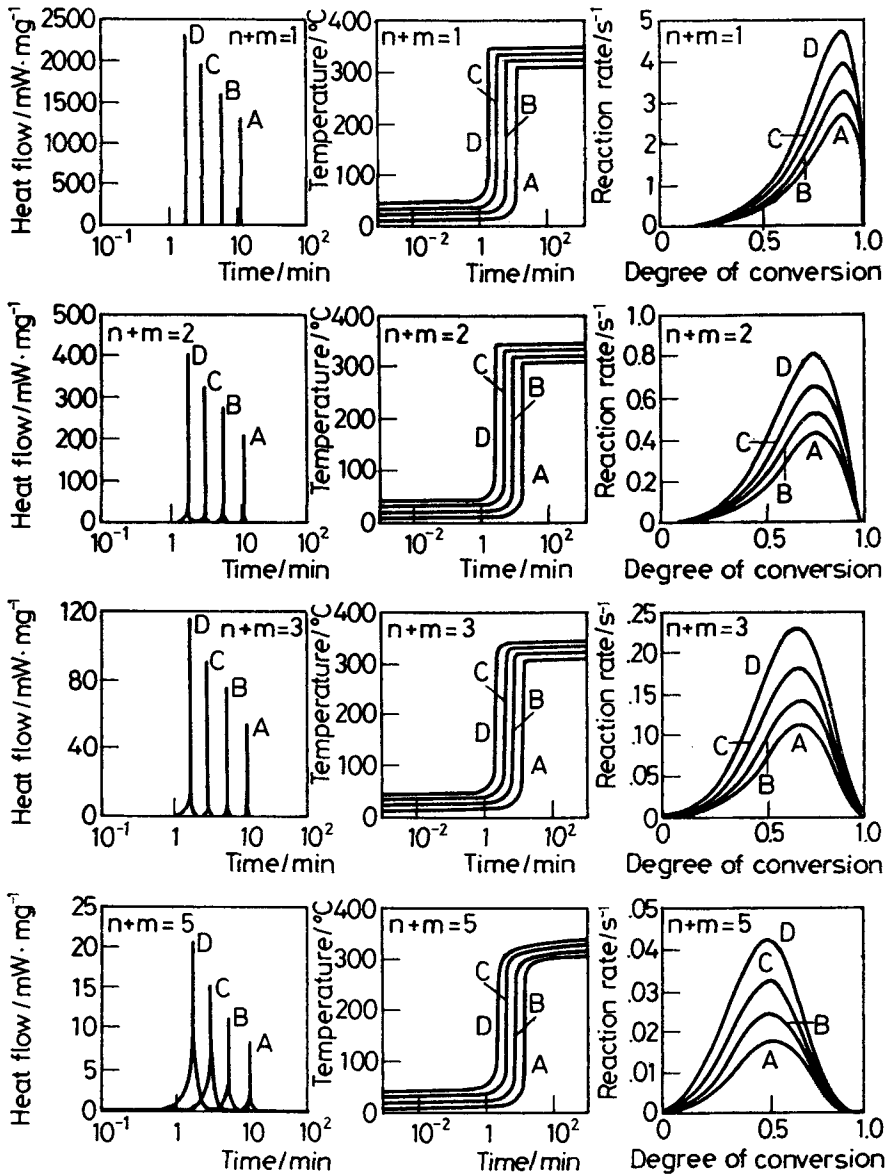 Heat flow/mW·mg⁻¹
2500
2000
1500
1000
500
0
n+m=1
D
C
B
A
10⁻¹
1
10
10²
Time/min
Temperature/°C
400
300
200
100
0
n+m=1
C
B
D
A
10⁻²
1
10²
Time/min
Reaction rate/s⁻¹
5
4
3
2
1
0
n+m=1
D
C
B
A
0
0.5
1.0
Degree of conversion
Heat flow/mW·mg⁻¹
500
400
300
200
100
0
n+m=2
D
C
B
A
10⁻¹
1
10
10²
Time/min
Temperature/°C
400
300
200
100
0
n+m=2
C
B
D
A
10⁻²
1
10²
Time/min
Reaction rate/s⁻¹
1.0
0.8
0.6
0.4
0.2
0
n+m=2
D
C
B
A
0
0.5
1.0
Degree of conversion
Heat flow/mW·mg⁻¹
120
80
40
0
n+m=3
D
C
B
A
10⁻¹
1
10
10²
Time/min
Temperature/°C
400
300
200
100
0
n+m=3
C
B
D
A
10⁻²
1
10²
Time/min
Reaction rate/s⁻¹
.25
.20
.15
.10
.05
0
n+m=3
D
C
B
A
0
0.5
1.0
Degree of conversion
Heat flow/mW·mg⁻¹
25
20
15
10
5
0
n+m=5
D
C
B
A
10⁻¹
1
10
10²
Time/min
Temperature/°C
400
300
200
100
0
n+m=5
C
B
D
A
10⁻²
1
10²
Time/min
Reaction rate/s⁻¹
.05
.04
.03
.02
.01
0
n+m=5
D
C
B
A
0
0.5
1.0
Degree of conversion